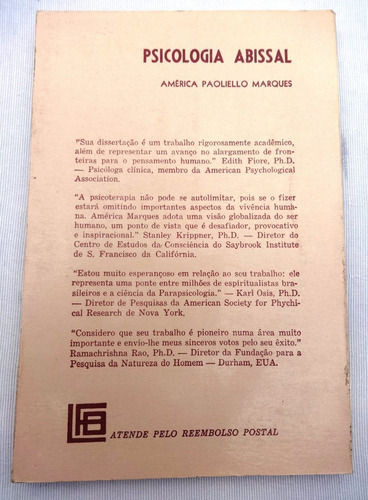 PSICOLOGIA ABISSAL
AMÉRICA PAOLIELLO MARQUES
"Sua dissertação é um trabalho rigorosamente acadêmico,
além de representar um avanço no alargamento de fron-
teiras para o pensamento humano." Edith Fiore, Ph.D.
— Psicóloga clínica, membro da American Psychological
Association.
"A psicoterapia não pode se autolimitar, pois se o fizer
estará omitindo importantes aspectos da vivência huma-
na. América Marques adota uma visão globalizada do ser
humano, um ponto de vista que é desafiador, provocativo
e inspiracional." Stanley Krippner, Ph.D. — Diretor do
Centro de Estudos da Consciência do Saybrook Institute
de S. Francisco da Califórnia.
"Estou muito esperançoso em relação ao seu trabalho: ele
representa uma ponte entre milhões de espiritualistas bra-
sileiros e a ciência da Parapsicologia." — Karl Osis, Ph.D.
— Diretor de Pesquisas da American Society for Phychi-
cal Research de Nova York.
"Considero que seu trabalho é pioneiro numa área muito
importante e envio-lhe meus sinceros votos pelo seu êxito."
Ramachrishna Rao, Ph.D. — Diretor da Fundação para a
Pesquisa da Natureza do Homem — Durham, EUA.
ATENDE PELO REEMBOLSO POSTAL